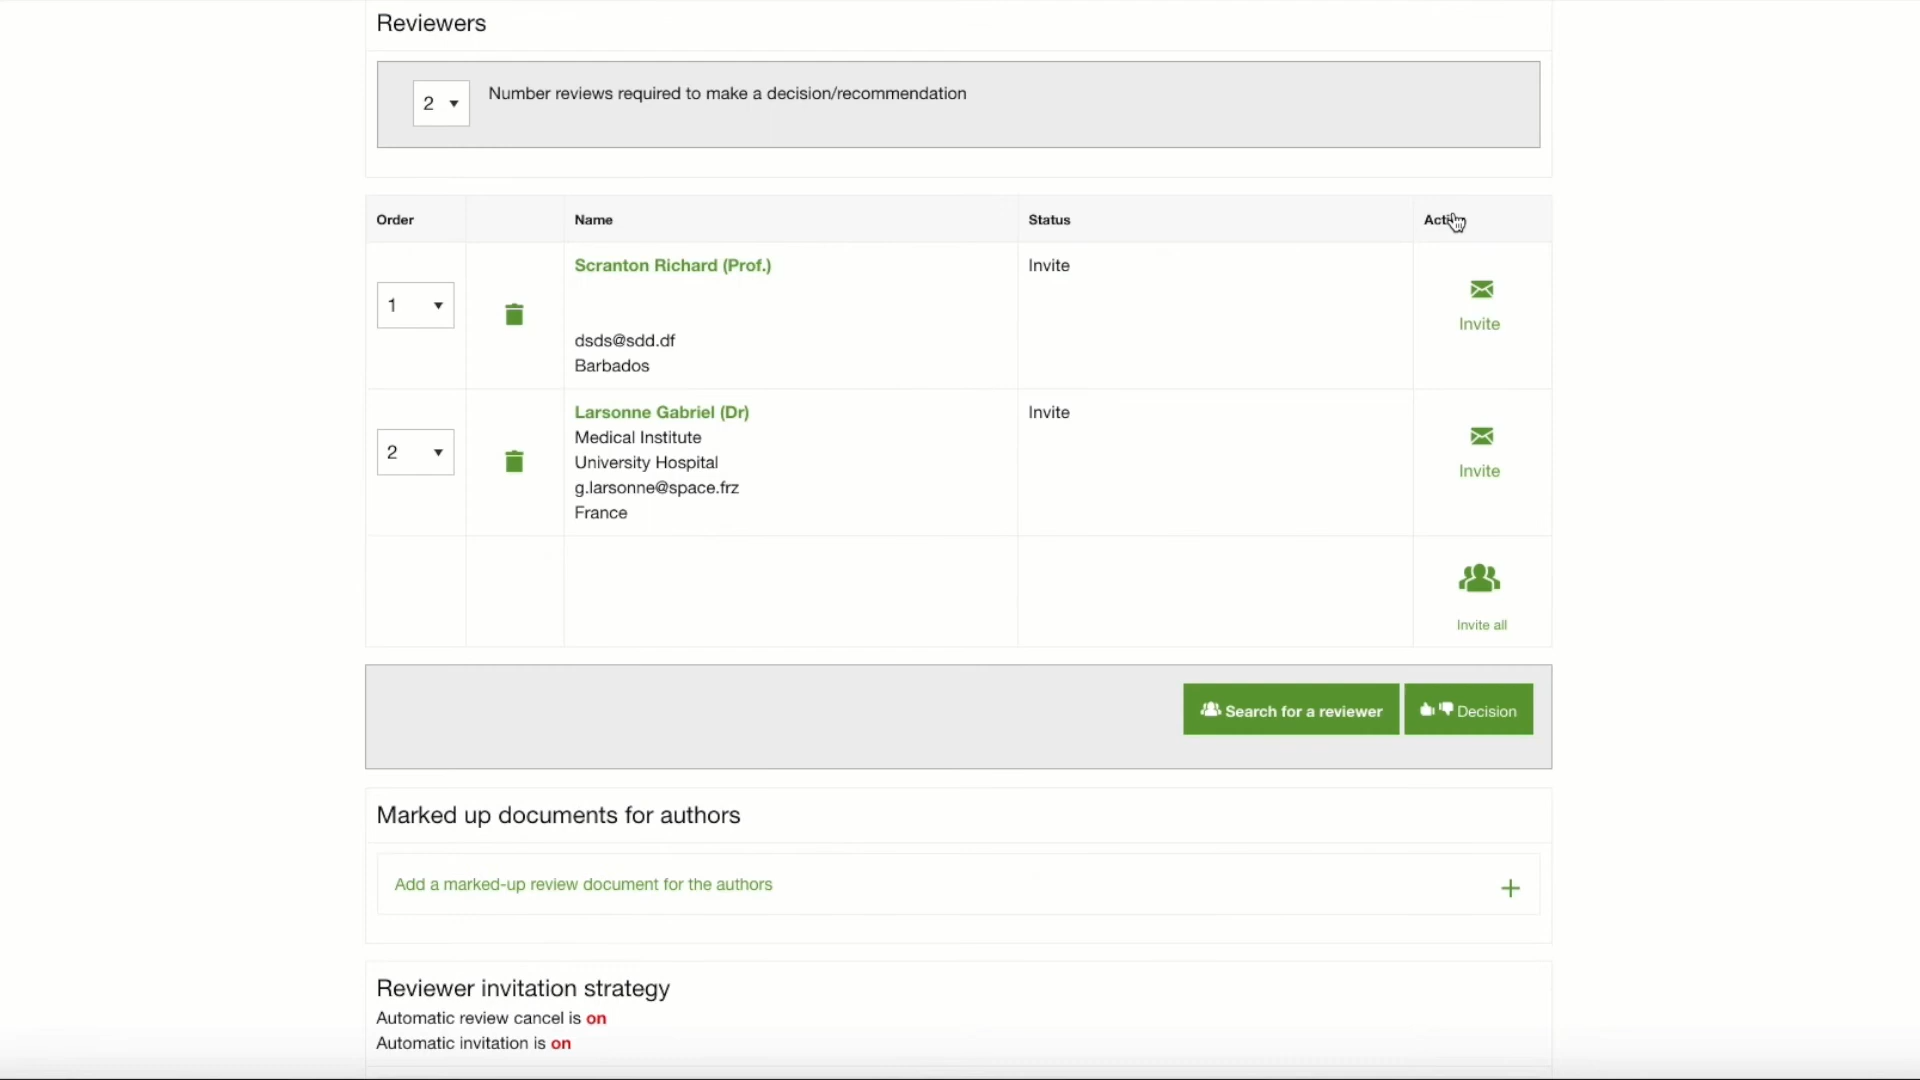 Reviewers
2
Number reviews required to make a decision/recommendation
Order
Name
Status
1
Scranton Richard (Prof.)
dsds@sdd.df
Barbados
Invite
Invite
2
Larsonne Gabriel (Dr)
Medical Institute
University Hospital
g.larsonne@space.frz
France
Invite
Invite
Invite all
Search for a reviewer
Decision
Marked up documents for authors
Add a marked-up review document for the authors
Reviewer invitation strategy
Automatic review cancel is on
Automatic invitation is on